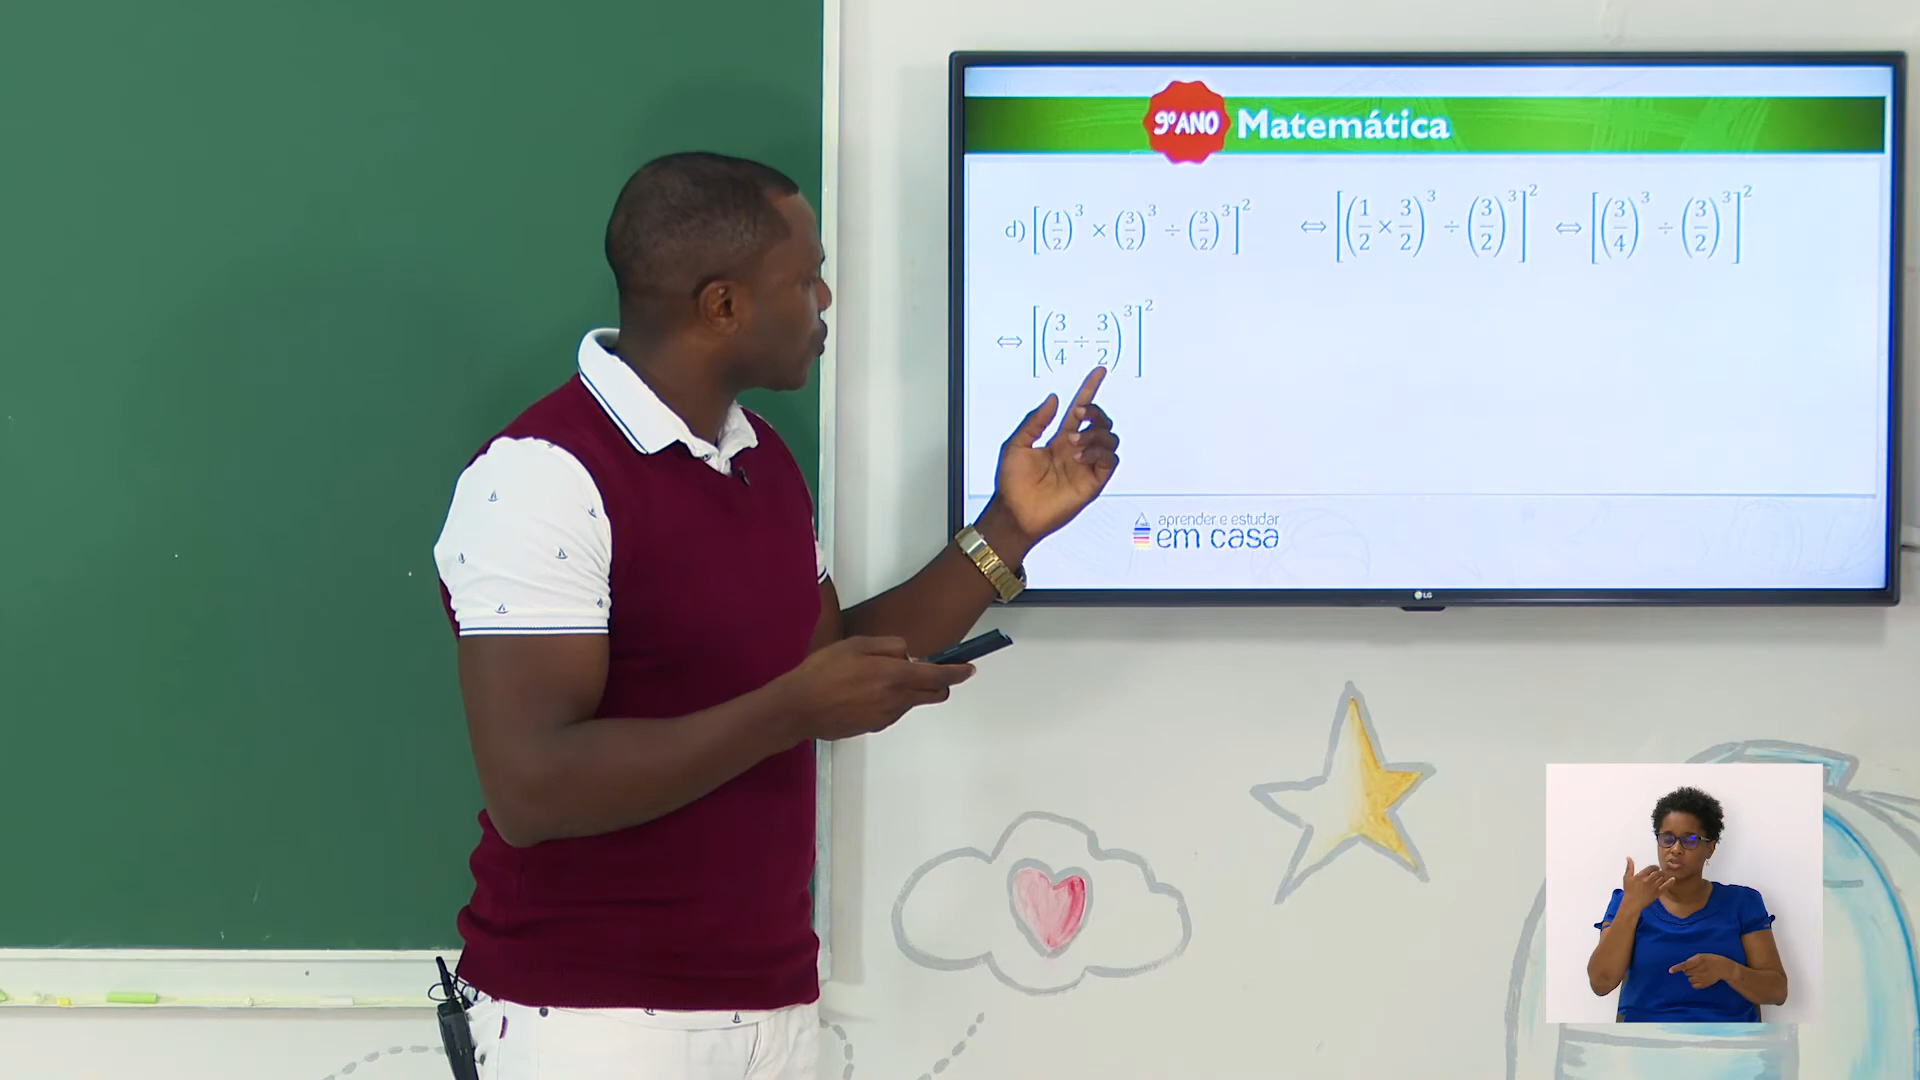 9ºANO Matemática
d) [(1/2)³ × (3/2)³ ÷ (3/2)³]² ⇔ [(1/2 × 3/2)³ ÷ (3/2)³]² ⇔ [(3/4)³ ÷ (3/2)³]²
⇔ [(3/4 ÷ 3/2)³]²
aprender e estudar
em casa
LG